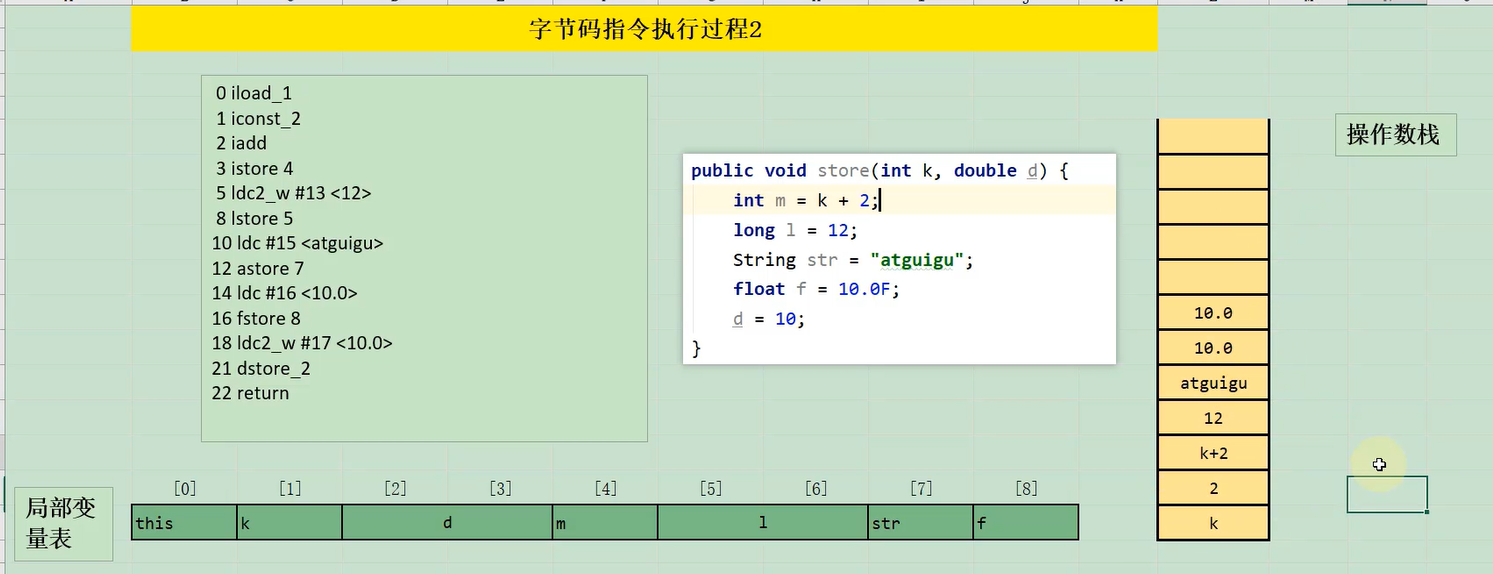 字节码指令执行过程2
0 iload_1
1 iconst_2
2 iadd
3 istore 4
5 ldc2_w #13 <12>
8 lstore 5
10 ldc #15 <atguigu>
12 astore 7
14 ldc #16 <10.0>
16 fstore 8
18 ldc2_w #17 <10.0>
21 dstore_2
22 return
public void store(int k, double d) {
int m = k + 2;
long l = 12;
String str = "atguigu";
float f = 10.0F;
d = 10;
}
操作数栈
10.0
10.0
atguigu
12
k+2
2
k
局部变
量表
[0] [1] [2] [3] [4] [5] [6] [7] [8]
this k d m l str f